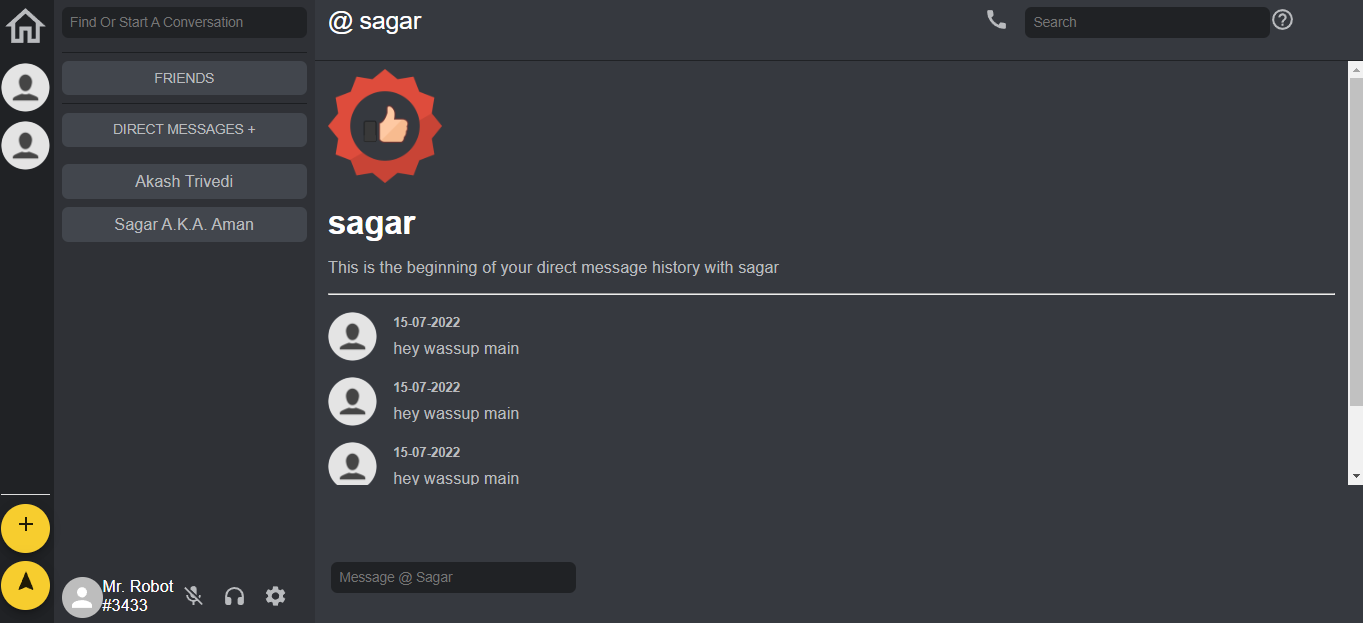 Find Or Start A Conversation
FRIENDS
DIRECT MESSAGES +
Akash Trivedi
Sagar A.K.A. Aman
Mr. Robot
#3433
@ sagar
Search
sagar
This is the beginning of your direct message history with sagar
15-07-2022
hey wassup main
15-07-2022
hey wassup main
15-07-2022
hey wassup main
Message @ Sagar